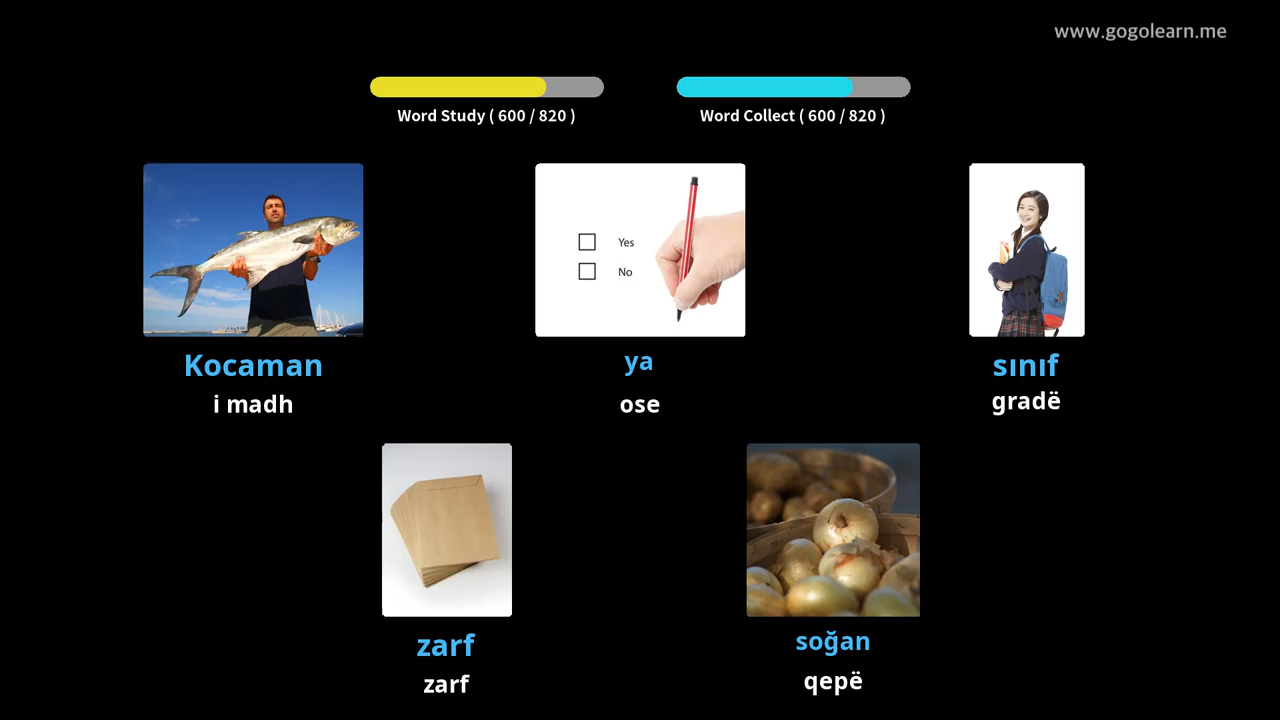 www.gogolearn.me
Word Study ( 600 / 820 )
Word Collect ( 600 / 820 )
Yes
No
Kocaman
i madh
ya
ose
sınıf
gradë
zarf
zarf
soğan
qepë